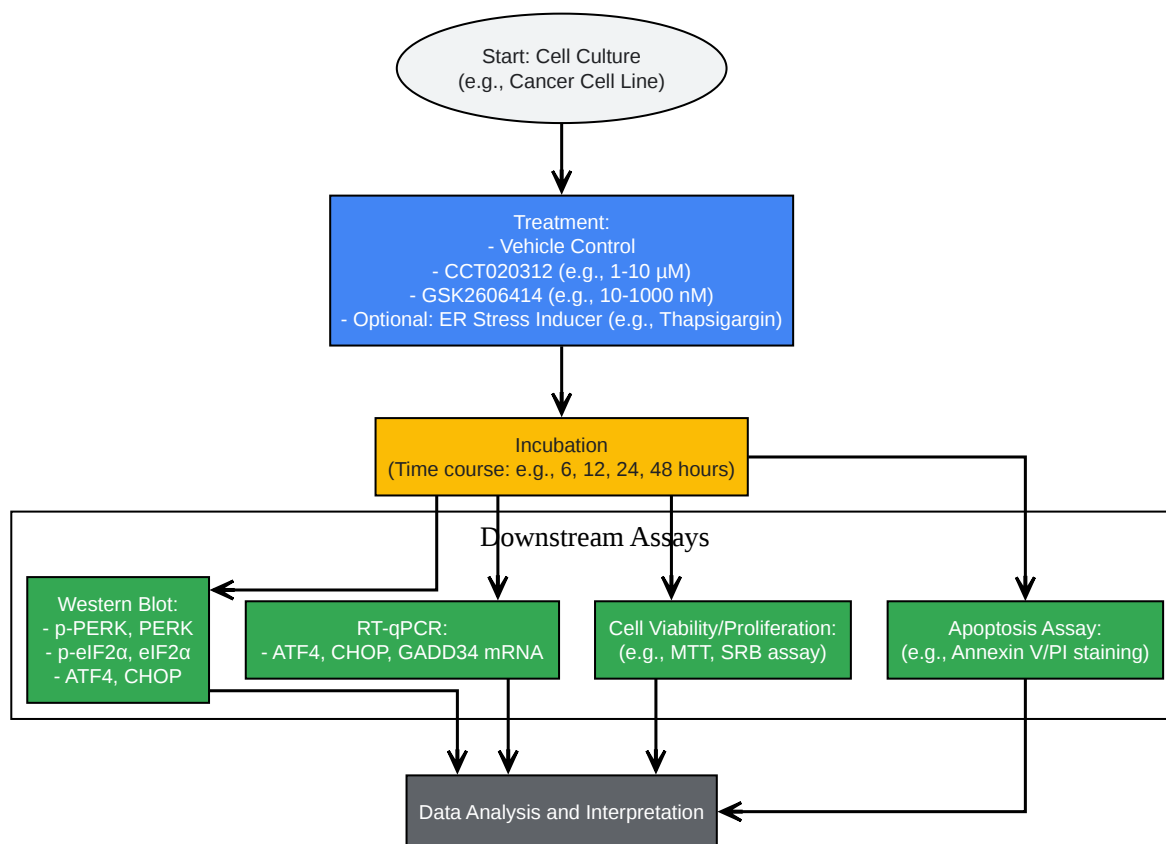 Start: Cell Culture
(e.g., Cancer Cell Line)
Treatment:
- Vehicle Control
- CCT020312 (e.g., 1-10 µM)
- GSK2606414 (e.g., 10-1000 nM)
- Optional: ER Stress Inducer (e.g., Thapsigargin)
Incubation
(Time course: e.g., 6, 12, 24, 48 hours)
Downstream Assays
Western Blot:
- p-PERK, PERK
- p-eIF2α, eIF2α
- ATF4, CHOP
RT-qPCR:
- ATF4, CHOP, GADD34 mRNA
Cell Viability/Proliferation:
(e.g., MTT, SRB assay)
Apoptosis Assay:
(e.g., Annexin V/PI staining)
Data Analysis and Interpretation